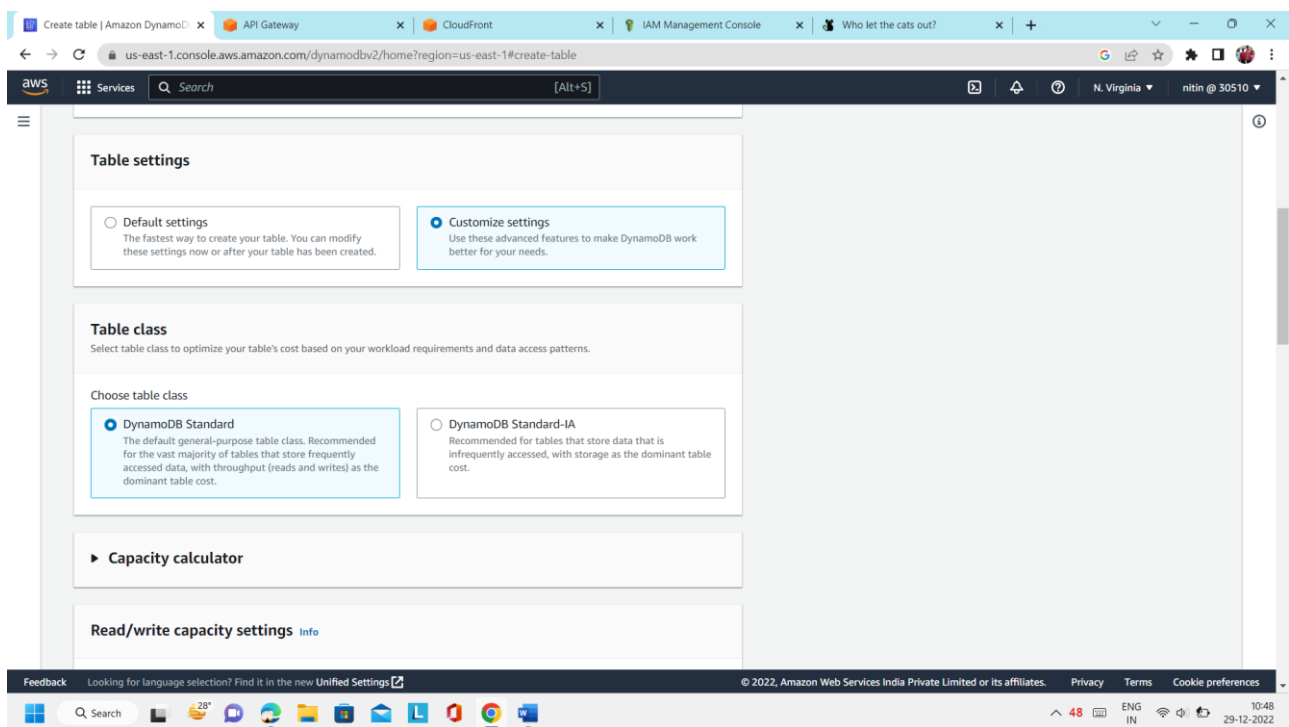 Create table | Amazon DynamoD
API Gateway
CloudFront
IAM Management Console
Who let the cats out?
us-east-1.console.aws.amazon.com/dynamodbv2/home?region=us-east-1#create-table
aws
Services
Search
[Alt+S]
N. Virginia
nitin @ 30510
Table settings
Default settings
The fastest way to create your table. You can modify
these settings now or after your table has been created.
Customize settings
Use these advanced features to make DynamoDB work
better for your needs.
Table class
Select table class to optimize your table's cost based on your workload requirements and data access patterns.
Choose table class
DynamoDB Standard
The default general-purpose table class. Recommended
for the vast majority of tables that store frequently
accessed data, with throughput (reads and writes) as the
dominant table cost.
DynamoDB Standard-IA
Recommended for tables that store data that is
infrequently accessed, with storage as the dominant table
cost.
Capacity calculator
Read/write capacity settings Info
Feedback
Looking for language selection? Find it in the new Unified Settings
© 2022, Amazon Web Services India Private Limited or its affiliates.
Privacy
Terms
Cookie preferences
Search
28°
48
ENG
IN
10:48
29-12-2022